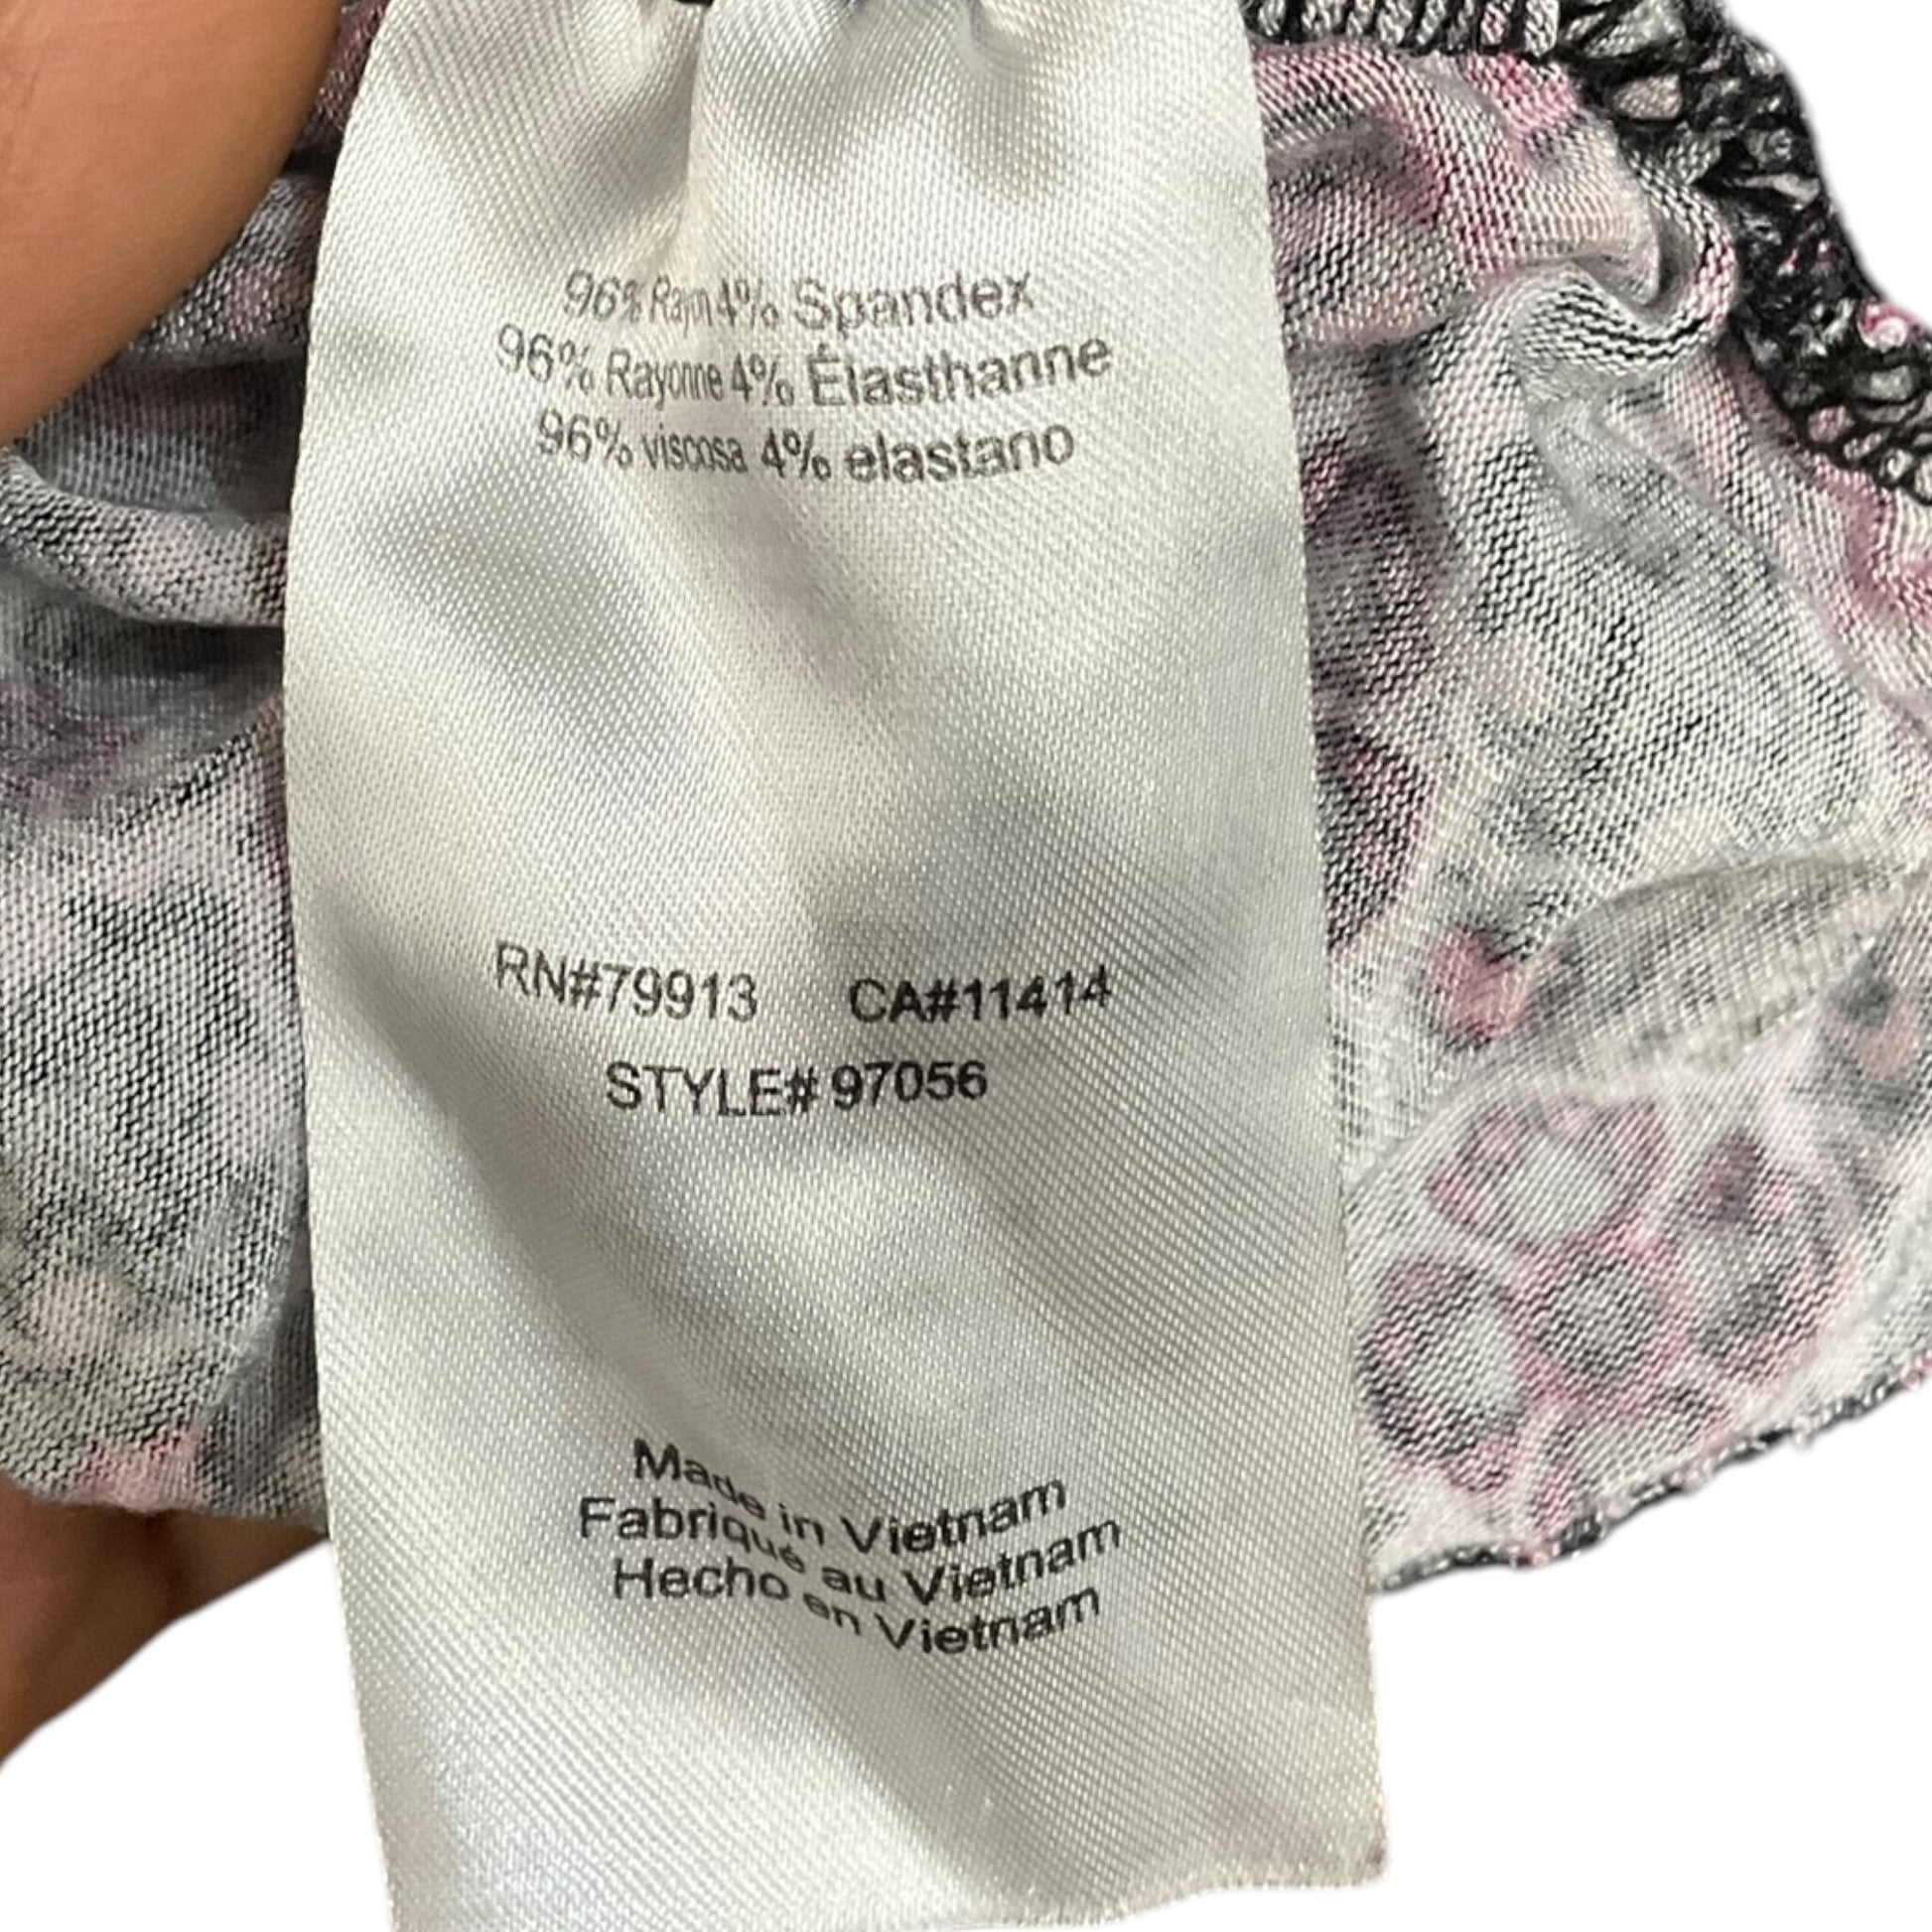 96% Rayon 4% Spandex
96% Rayonne 4% Élasthanne
96% viscosa 4% elastano
RN#79913 CA#11414
STYLE# 97056
Made in Vietnam
Fabriqué au Vietnam
Hecho en Vietnam